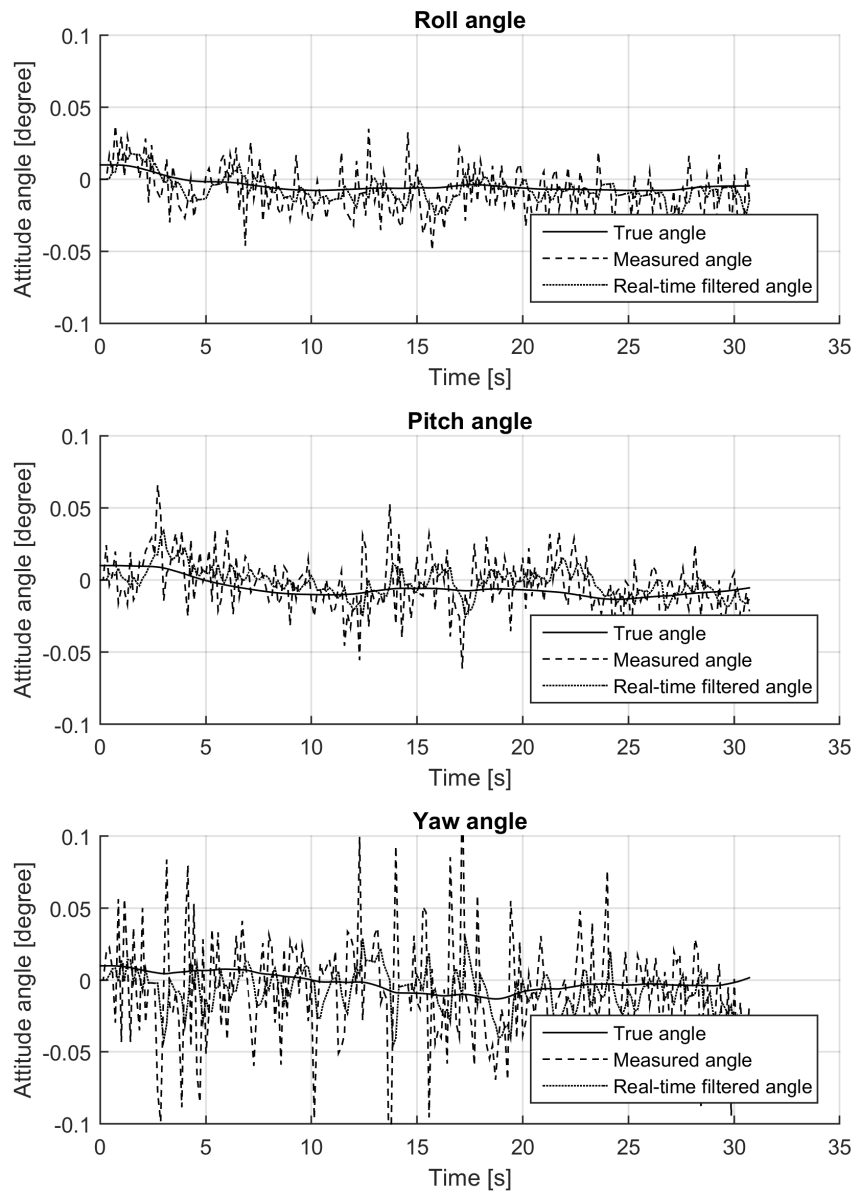 Roll angle
0.1
0.05
0
-0.05
-0.1
Attitude angle [degree]
True angle
Measured angle
Real-time filtered angle
0 5 10 15 20 25 30 35
Time [s]
Pitch angle
0.1
0.05
0
-0.05
-0.1
Attitude angle [degree]
True angle
Measured angle
Real-time filtered angle
0 5 10 15 20 25 30 35
Time [s]
Yaw angle
0.1
0.05
0
-0.05
-0.1
Attitude angle [degree]
True angle
Measured angle
Real-time filtered angle
0 5 10 15 20 25 30 35
Time [s]